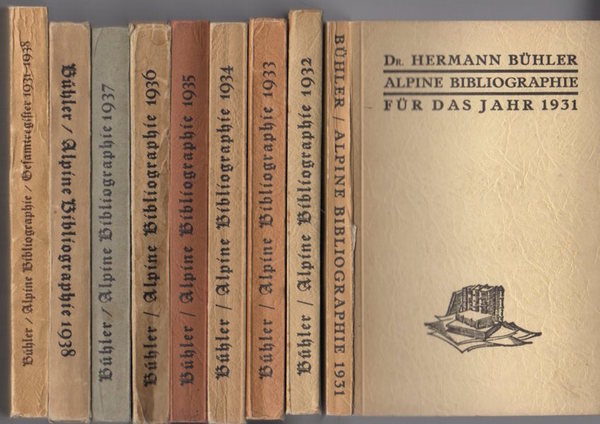 Bühler / Alpine Bibliographie / Gesamtregister 1931–1938
Bühler / Alpine Bibliographie 1938
Bühler / Alpine Bibliographie 1937
Bühler / Alpine Bibliographie 1936
Bühler / Alpine Bibliographie 1935
Bühler / Alpine Bibliographie 1934
Bühler / Alpine Bibliographie 1933
Bühler / Alpine Bibliographie 1932
BÜHLER / ALPINE BIBLIOGRAPHIE 1931
DR. HERMANN BÜHLER
ALPINE BIBLIOGRAPHIE
FÜR DAS JAHR 1931